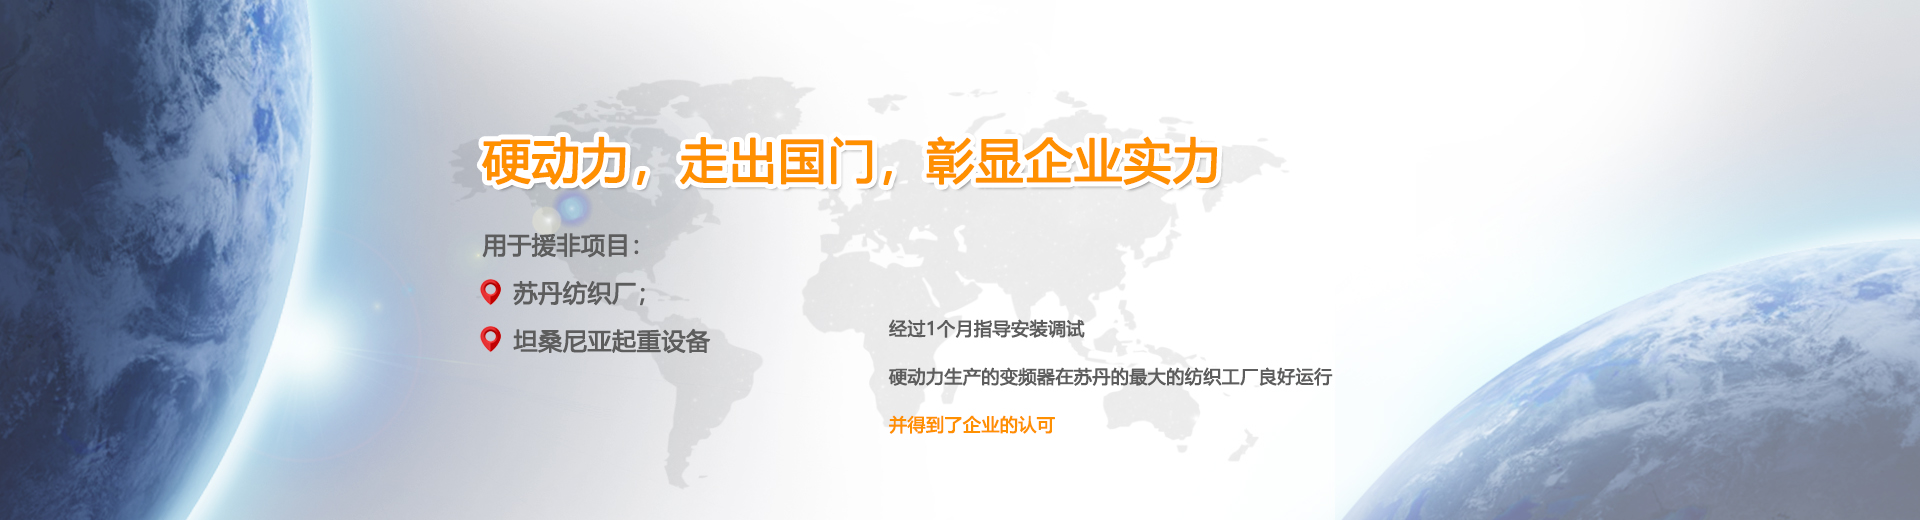 硬动力，走出国门，彰显企业实力
用于援非项目：
苏丹纺织厂；
坦桑尼亚起重设备
经过1个月指导安装调试
硬动力生产的变频器在苏丹的最大的纺织工厂良好运行
并得到了企业的认可